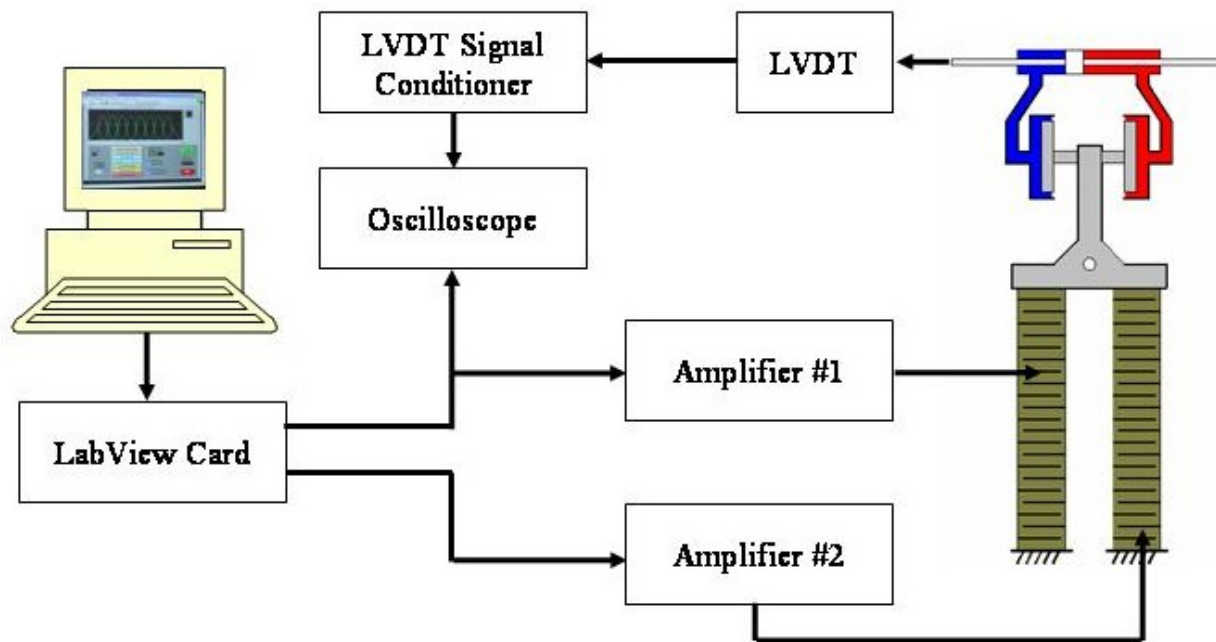 LVDT Signal
Conditioner
LVDT
Oscilloscope
Amplifier #1
LabView Card
Amplifier #2